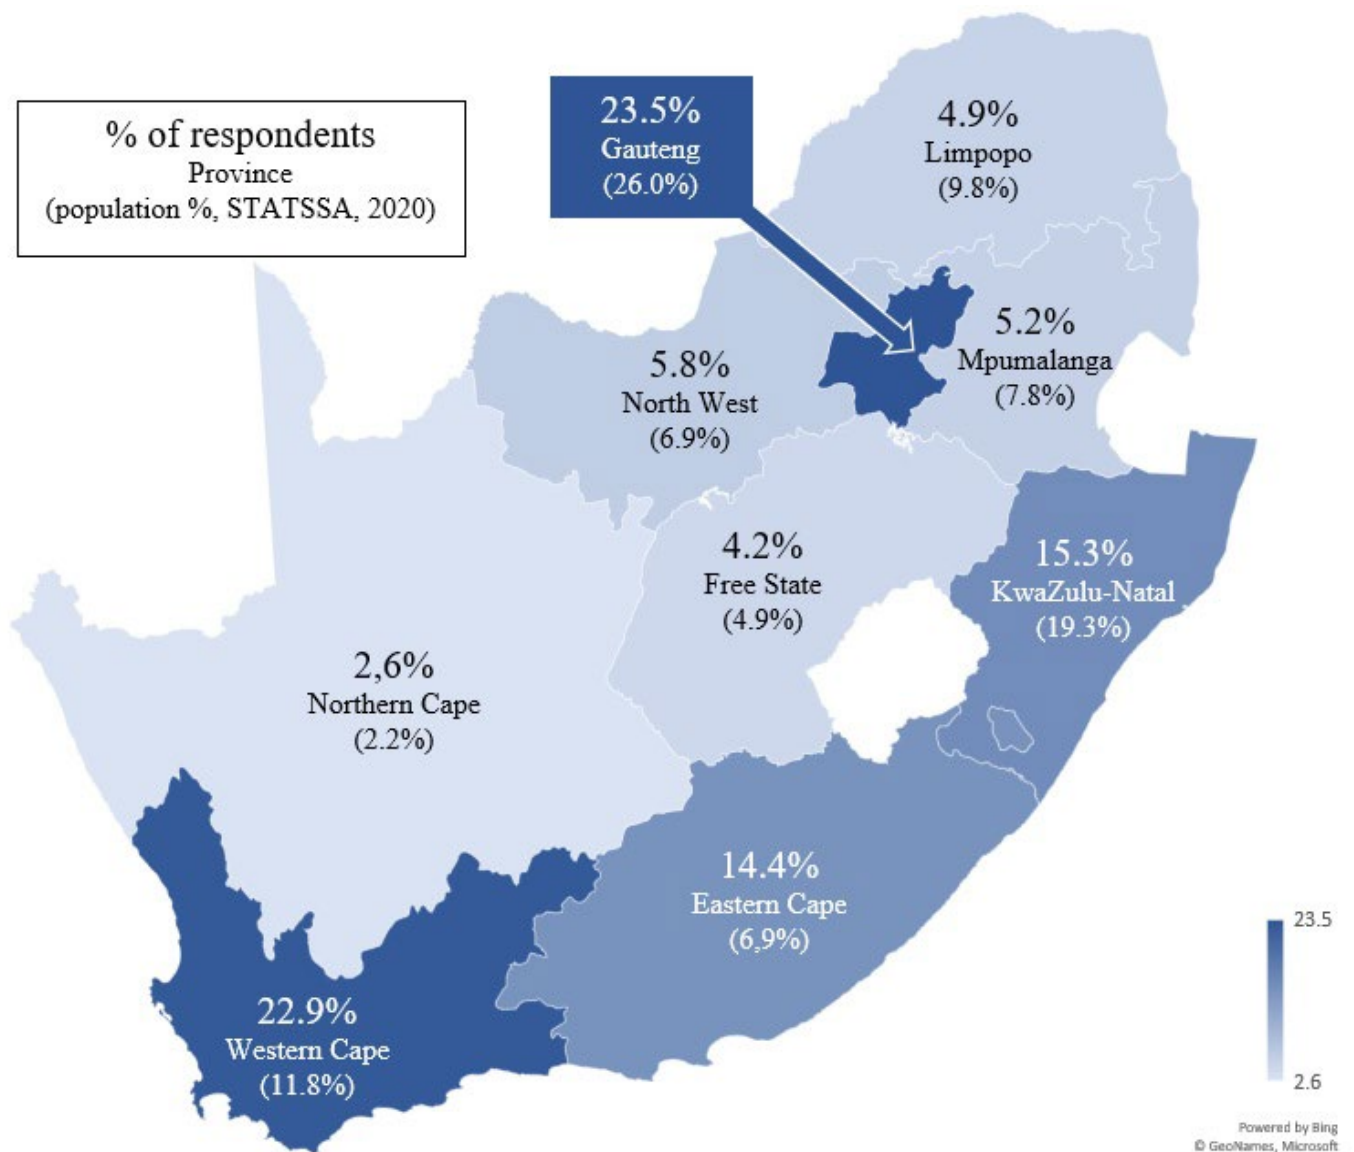 % of respondents
Province
(population %, STATSSA, 2020)
23.5%
Gauteng
(26.0%)
4.9%
Limpopo
(9.8%)
5.2%
Mpumalanga
(7.8%)
5.8%
North West
(6.9%)
4.2%
Free State
(4.9%)
15.3%
KwaZulu-Natal
(19.3%)
2,6%
Northern Cape
(2.2%)
14.4%
Eastern Cape
(6,9%)
22.9%
Western Cape
(11.8%)
23.5
2.6
Powered by Bing
© GeoNames, Microsoft